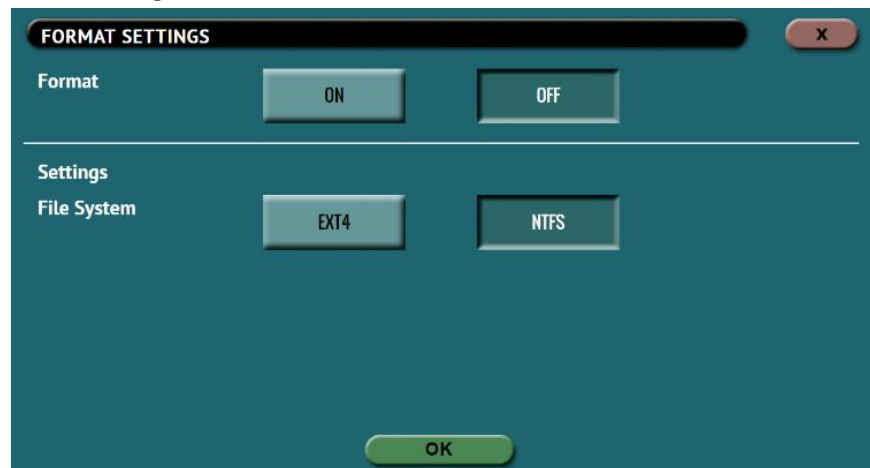 FORMAT SETTINGS X
Format ON OFF
Settings
File System EXT4 NTFS
OK